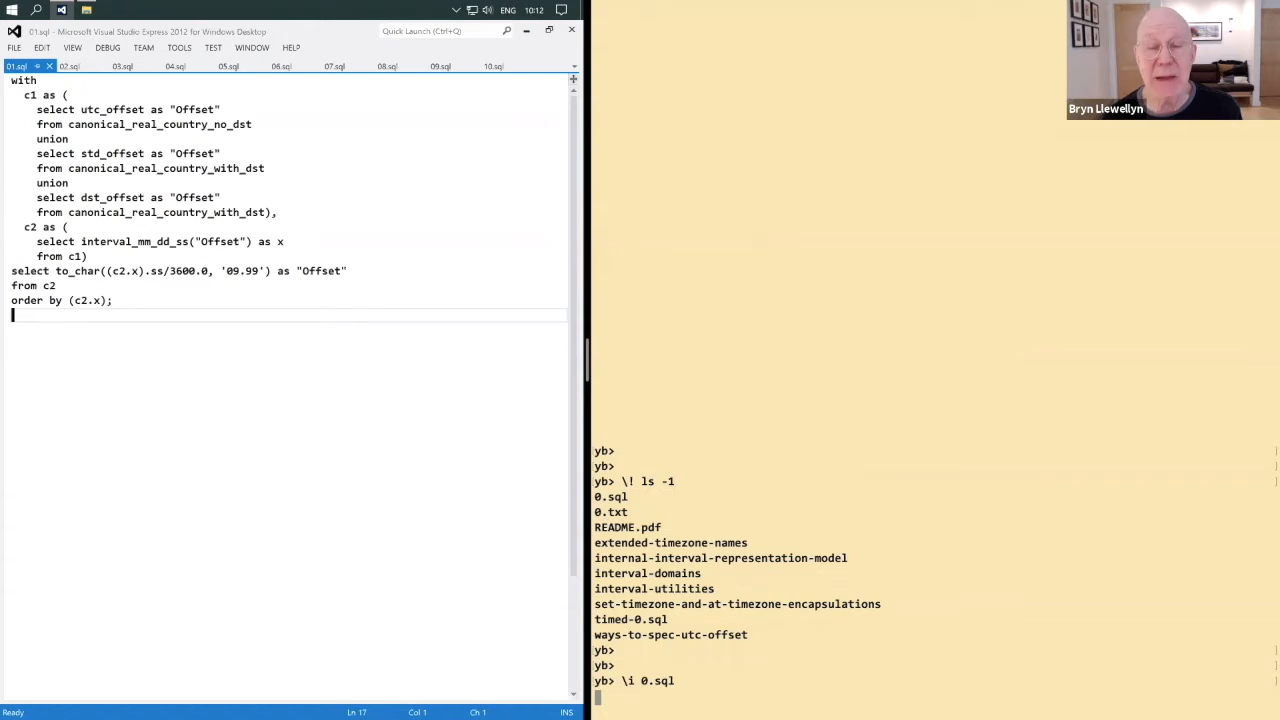 ENG 10:12
01.sql - Microsoft Visual Studio Express 2012 Windows Desktop
Quick Launch (Ctrl+Q)
FILE EDIT VIEW DEBUG TEAM TOOLS TEST WINDOW HELP
01.sql 02.sql 03.sql 04.sql 05.sql 06.sql 07.sql 08.sql 09.sql 10.sql
with
c1 as (
select utc_offset as "Offset"
from canonical_real_country_no_dst
union
select std_offset as "Offset"
from canonical_real_country_with_dst
union
select dst_offset as "Offset"
from canonical_real_country_with_dst),
c2 as (
select interval_mm_dd_ss("Offset") as x
from c1)
select to_char((c2.x).ss/3600.0, '09.99') as "Offset"
from c2
order by (c2.x);
Ready Ln 17 Col 1 Ch 1 INS
Bryn Llewellyn
yb>
yb>
yb> \! ls -1
0.sql
0.txt
README.pdf
extended-timezone-names
internal-interval-representation-model
interval-domains
interval-utilities
set-timezone-and-at-timezone-encapsulations
timed-0.sql
ways-to-spec-utc-offset
yb>
yb>
yb> \i 0.sql